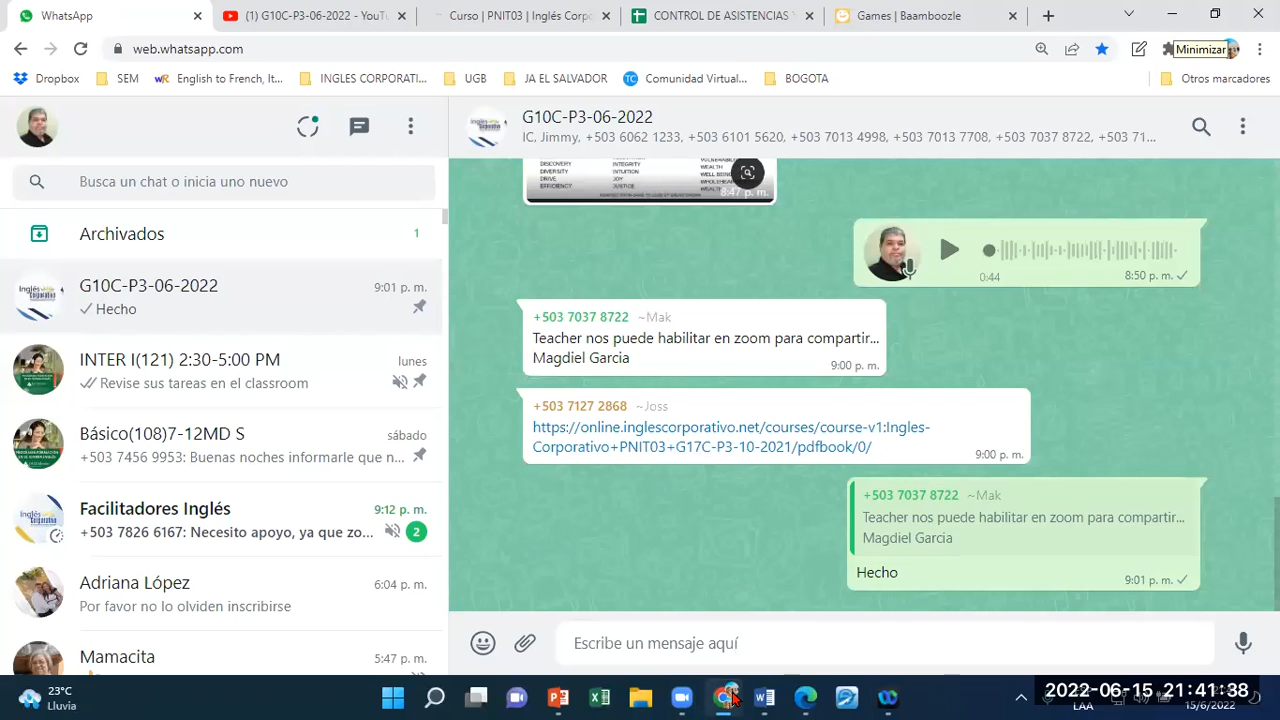 WhatsApp
(1) G10C-P3-06-2022 - YouTu
Curso | PNIT03 | Inglés Corpo
CONTROL DE ASISTENCIAS Y
Games | Baamboozle
web.whatsapp.com
Minimizar
Dropbox
SEM
English to French, It...
INGLES CORPORATI...
UGB
JA EL SALVADOR
Comunidad Virtual...
BOGOTA
Otros marcadores
G10C-P3-06-2022
IC, Jimmy, +503 6062 1233, +503 6101 5620, +503 7013 4998, +503 7013 7708, +503 7037 8722, +503 71...
Busca un chat o inicia uno nuevo
Archivados
1
G10C-P3-06-2022
9:01 p. m.
Hecho
INTER I(121) 2:30-5:00 PM
lunes
Revise sus tareas en el classroom
Básico(108)7-12MD S
sábado
+503 7456 9953: Buenas noches informarle que n...
Facilitadores Inglés
9:12 p. m.
+503 7826 6167: Necesito apoyo, ya que zo...
2
Adriana López
6:04 p. m.
Por favor no lo olviden inscribirse
Mamacita
5:47 p. m.
DISCOVERY
DIVERSITY
DRIVE
EFFICIENCY
INTEGRITY
INTUITION
JOY
JUSTICE
WEALTH
WELL BEING
8:47 p. m.
0:44
8:50 p. m.
+503 7037 8722 ~Mak
Teacher nos puede habilitar en zoom para compartir...
Magdiel Garcia
9:00 p. m.
+503 7127 2868 ~Joss
https://online.inglescorporativo.net/courses/course-v1:Ingles-
Corporativo+PNIT03+G17C-P3-10-2021/pdfbook/0/
9:00 p. m.
+503 7037 8722 ~Mak
Teacher nos puede habilitar en zoom para compartir...
Magdiel Garcia
Hecho
9:01 p. m.
Escribe un mensaje aquí
23°C
Lluvia
2022-06-15 21:41:38
LAA
15/6/2022